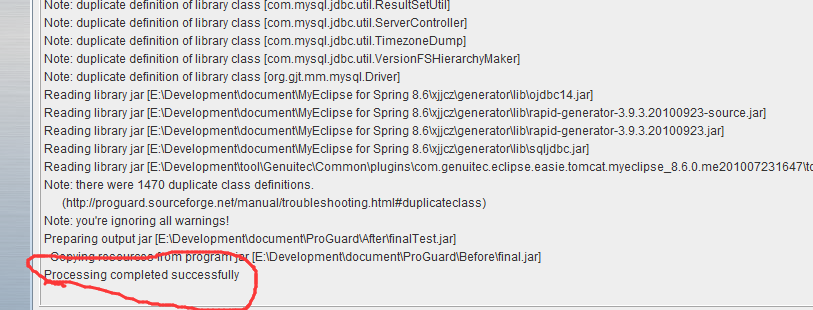 Note: duplicate definition of library class [com.mysql.jdbc.util.ResultSetUtil]
Note: duplicate definition of library class [com.mysql.jdbc.util.ServerController]
Note: duplicate definition of library class [com.mysql.jdbc.util.TimezoneDump]
Note: duplicate definition of library class [com.mysql.jdbc.util.VersionFSHierarchyMaker]
Note: duplicate definition of library class [org.gjt.mm.mysql.Driver]
Reading library jar [E:\Development\document\MyEclipse for Spring 8.6\xjjcz\generator\lib\ojdbc14.jar]
Reading library jar [E:\Development\document\MyEclipse for Spring 8.6\xjjcz\generator\lib\rapid-generator-3.9.3.20100923-source.jar]
Reading library jar [E:\Development\document\MyEclipse for Spring 8.6\xjjcz\generator\lib\rapid-generator-3.9.3.20100923.jar]
Reading library jar [E:\Development\document\MyEclipse for Spring 8.6\xjjcz\generator\lib\sqljdbc.jar]
Reading library jar [E:\Development\tool\Genuitec\Common\plugins\com.genuitec.eclipse.easie.tomcat.myeclipse_8.6.0.me201007231647\to
Note: there were 1470 duplicate class definitions.
(http://proguard.sourceforge.net/manual/troubleshooting.html#duplicateclass)
Note: you're ignoring all warnings!
Preparing output jar [E:\Development\document\ProGuard\After\finalTest.jar]
Copying resources from program jar [E:\Development\document\ProGuard\Before\final.jar]
Processing completed successfully